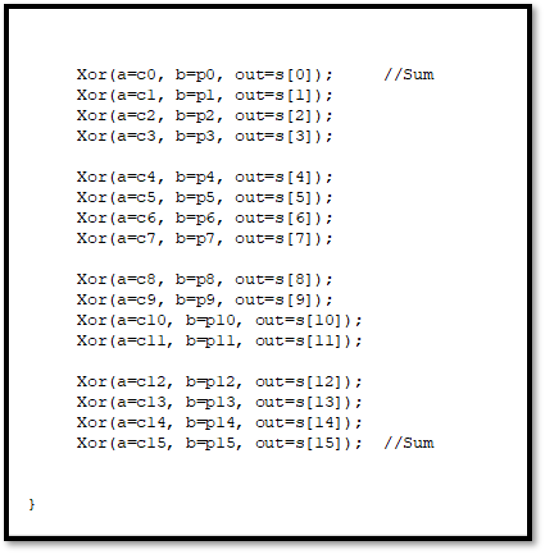 Xor(a=c0, b=p0, out=s[0]);     //Sum
Xor(a=c1, b=p1, out=s[1]);
Xor(a=c2, b=p2, out=s[2]);
Xor(a=c3, b=p3, out=s[3]);
Xor(a=c4, b=p4, out=s[4]);
Xor(a=c5, b=p5, out=s[5]);
Xor(a=c6, b=p6, out=s[6]);
Xor(a=c7, b=p7, out=s[7]);
Xor(a=c8, b=p8, out=s[8]);
Xor(a=c9, b=p9, out=s[9]);
Xor(a=c10, b=p10, out=s[10]);
Xor(a=c11, b=p11, out=s[11]);
Xor(a=c12, b=p12, out=s[12]);
Xor(a=c13, b=p13, out=s[13]);
Xor(a=c14, b=p14, out=s[14]);
Xor(a=c15, b=p15, out=s[15]);  //Sum
}